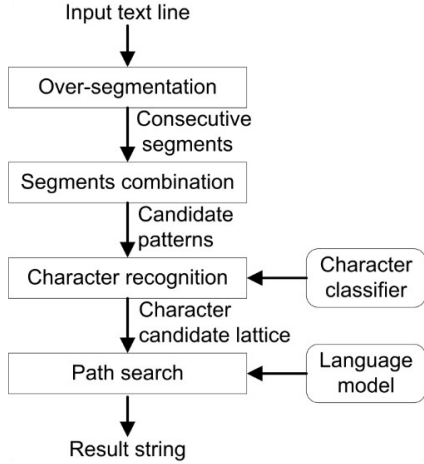 Input text line
Over-segmentation
Consecutive
segments
Segments combination
Candidate
patterns
Character recognition
Character
classifier
Character
candidate lattice
Path search
Language
model
Result string